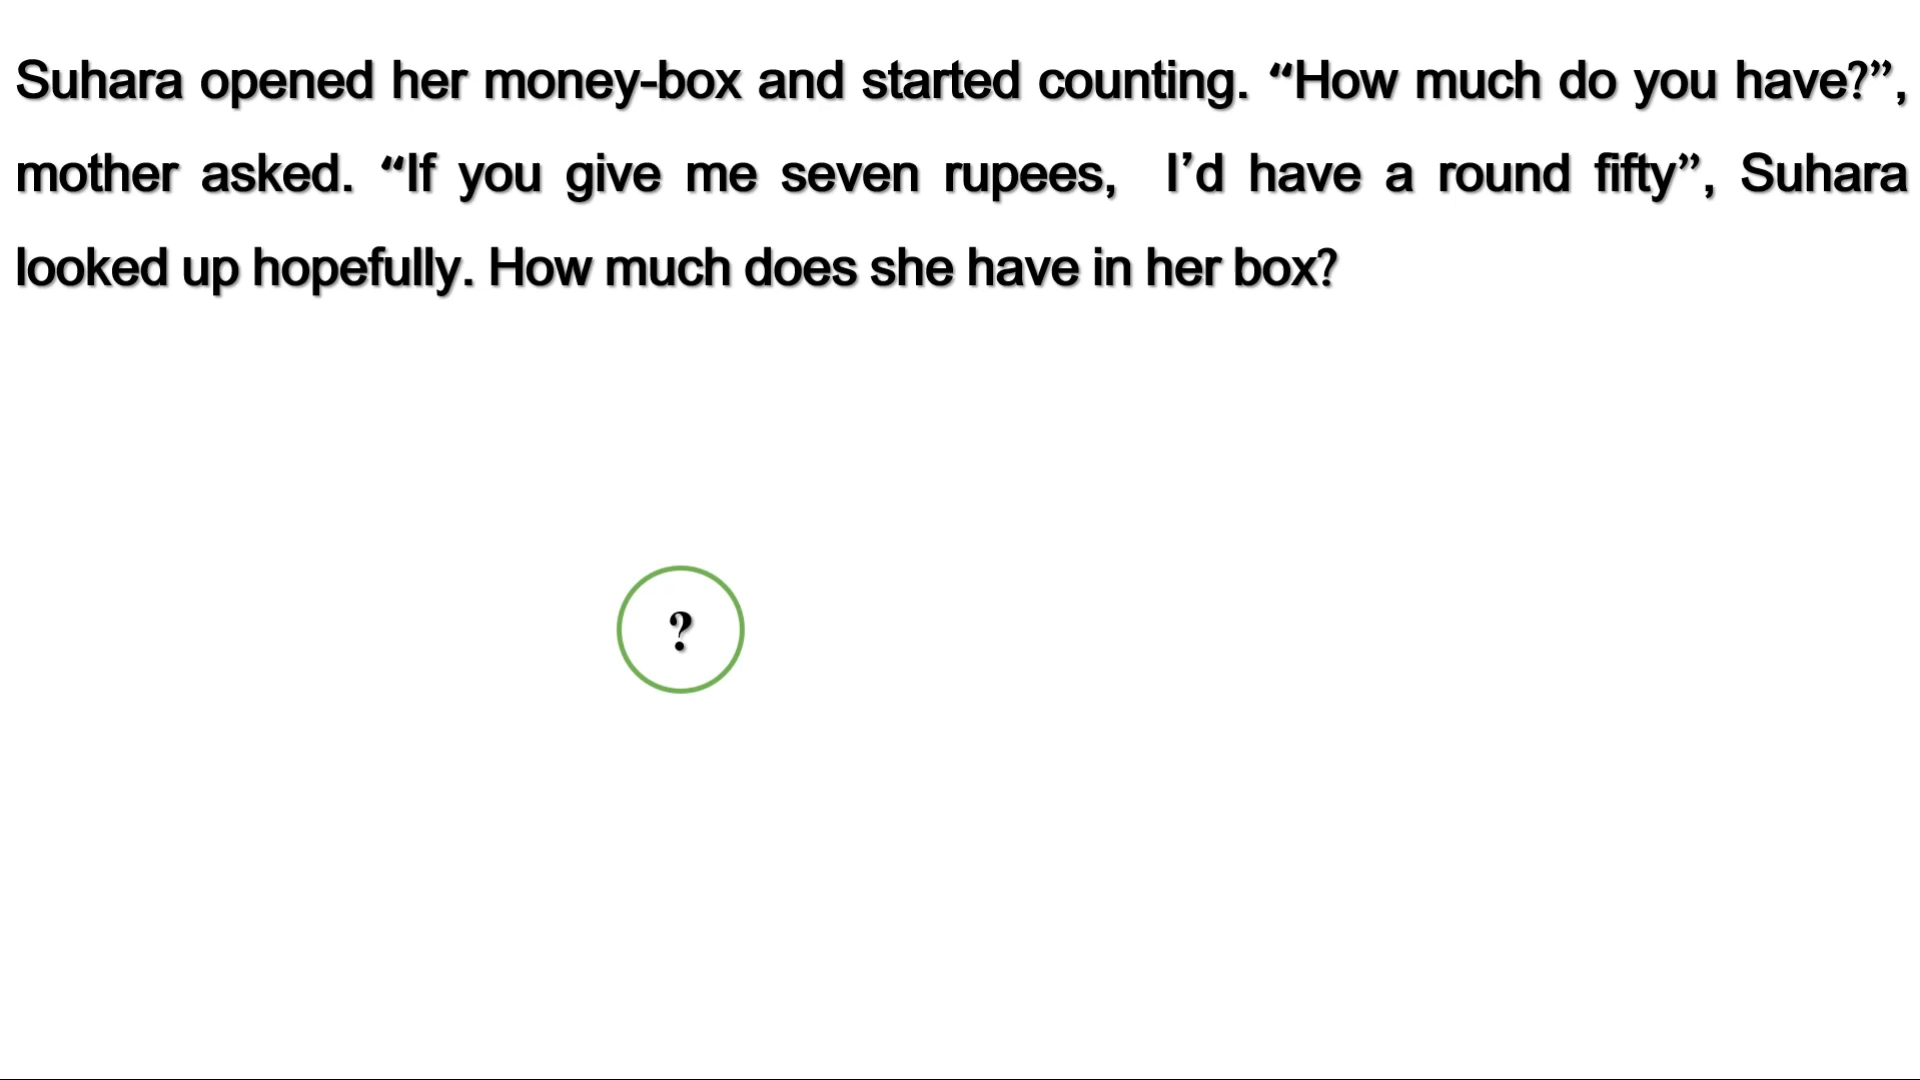 Suhara opened her money-box and started counting. “How much do you have?”,
mother asked. “If you give me seven rupees, I’d have a round fifty”, Suhara
looked up hopefully. How much does she have in her box?
?